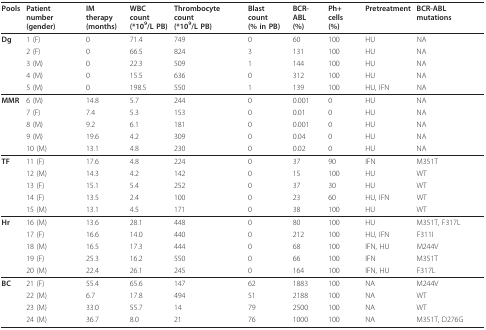 Pools Patient number (gender) IM therapy (months) WBC count (*10⁹/L PB) Thrombocyte count (*10⁹/L PB) Blast count (% in PB) BCR-ABL (%) Ph+ cells (%) Pretreatment BCR-ABL mutations
Dg 1 (F) 0 71.4 749 0 60 100 HU NA
2 (F) 0 66.5 824 3 131 100 HU NA
3 (M) 0 22.3 509 1 144 100 HU NA
4 (M) 0 15.5 636 0 312 100 HU NA
5 (M) 0 198.5 550 1 139 100 HU, IFN NA
MMR 6 (M) 14.8 5.7 244 0 0.001 0 HU NA
7 (F) 7.4 5.3 153 0 0.01 0 HU NA
8 (M) 9.2 6.1 181 0 0.001 0 HU NA
9 (M) 19.6 4.2 309 0 0.04 0 HU NA
10 (M) 13.1 4.8 230 0 0.02 0 HU NA
TF 11 (F) 17.6 4.8 224 0 37 90 IFN M351T
12 (M) 14.3 4.2 142 0 15 100 HU WT
13 (F) 15.1 5.4 252 0 37 30 HU WT
14 (F) 13.5 2.4 100 0 23 60 HU, IFN WT
15 (M) 13.1 4.5 171 0 38 100 HU WT
Hr 16 (M) 13.6 28.1 448 0 80 100 HU M351T, F317L
17 (F) 16.6 14.0 440 0 212 100 HU, IFN F311I
18 (M) 16.5 17.3 444 0 68 100 IFN, HU M244V
19 (F) 25.3 16.2 550 0 66 100 IFN M351T
20 (M) 22.4 26.1 245 0 164 100 IFN, HU F317L
BC 21 (F) 55.4 65.6 147 62 1883 100 NA M244V
22 (M) 6.7 17.8 494 51 2188 100 NA WT
23 (M) 33.0 55.7 14 79 2500 100 NA WT
24 (M) 36.7 8.0 21 76 1000 100 NA M351T, D276G